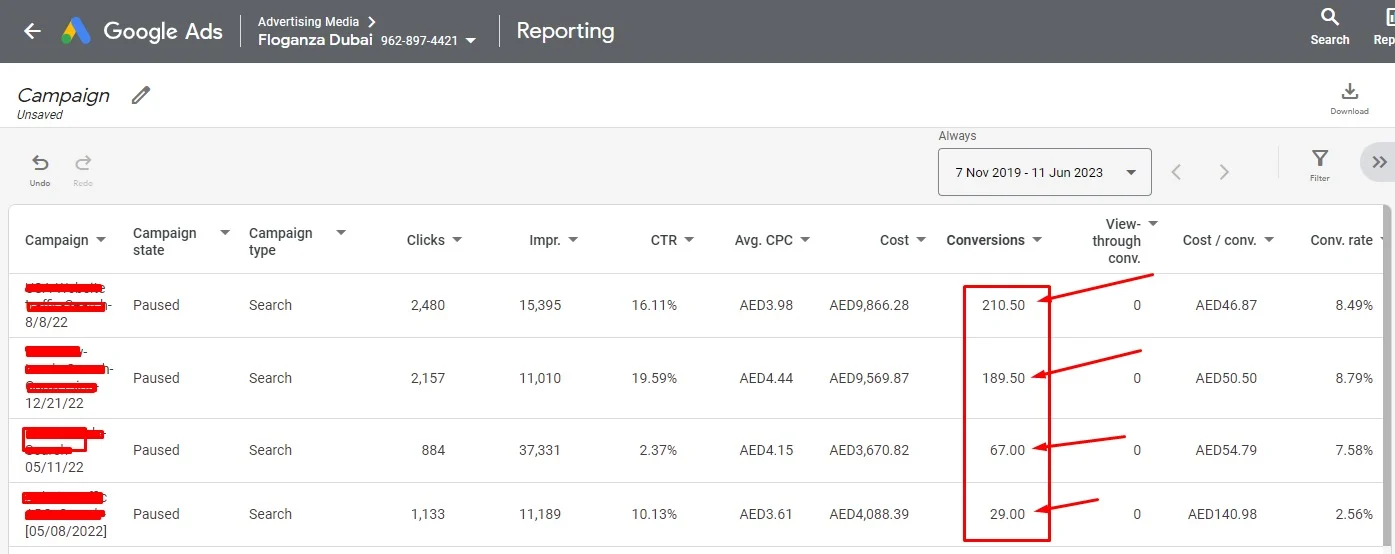 Google Ads
Advertising Media
Floganza Dubai 962-897-4421
Reporting
Search
Rep
Campaign
Unsaved
Download
Always
Undo
Redo
7 Nov 2019 - 11 Jun 2023
Filter
Campaign
Campaign state
Campaign type
Clicks
Impr.
CTR
Avg. CPC
Cost
Conversions
View-through conv.
Cost / conv.
Conv. rate
8/8/22
Paused Search 2,480 15,395 16.11% AED3.98 AED9,866.28 210.50 0 AED46.87 8.49%
12/21/22
Paused Search 2,157 11,010 19.59% AED4.44 AED9,569.87 189.50 0 AED50.50 8.79%
05/11/22
Paused Search 884 37,331 2.37% AED4.15 AED3,670.82 67.00 0 AED54.79 7.58%
[05/08/2022]
Paused Search 1,133 11,189 10.13% AED3.61 AED4,088.39 29.00 0 AED140.98 2.56%